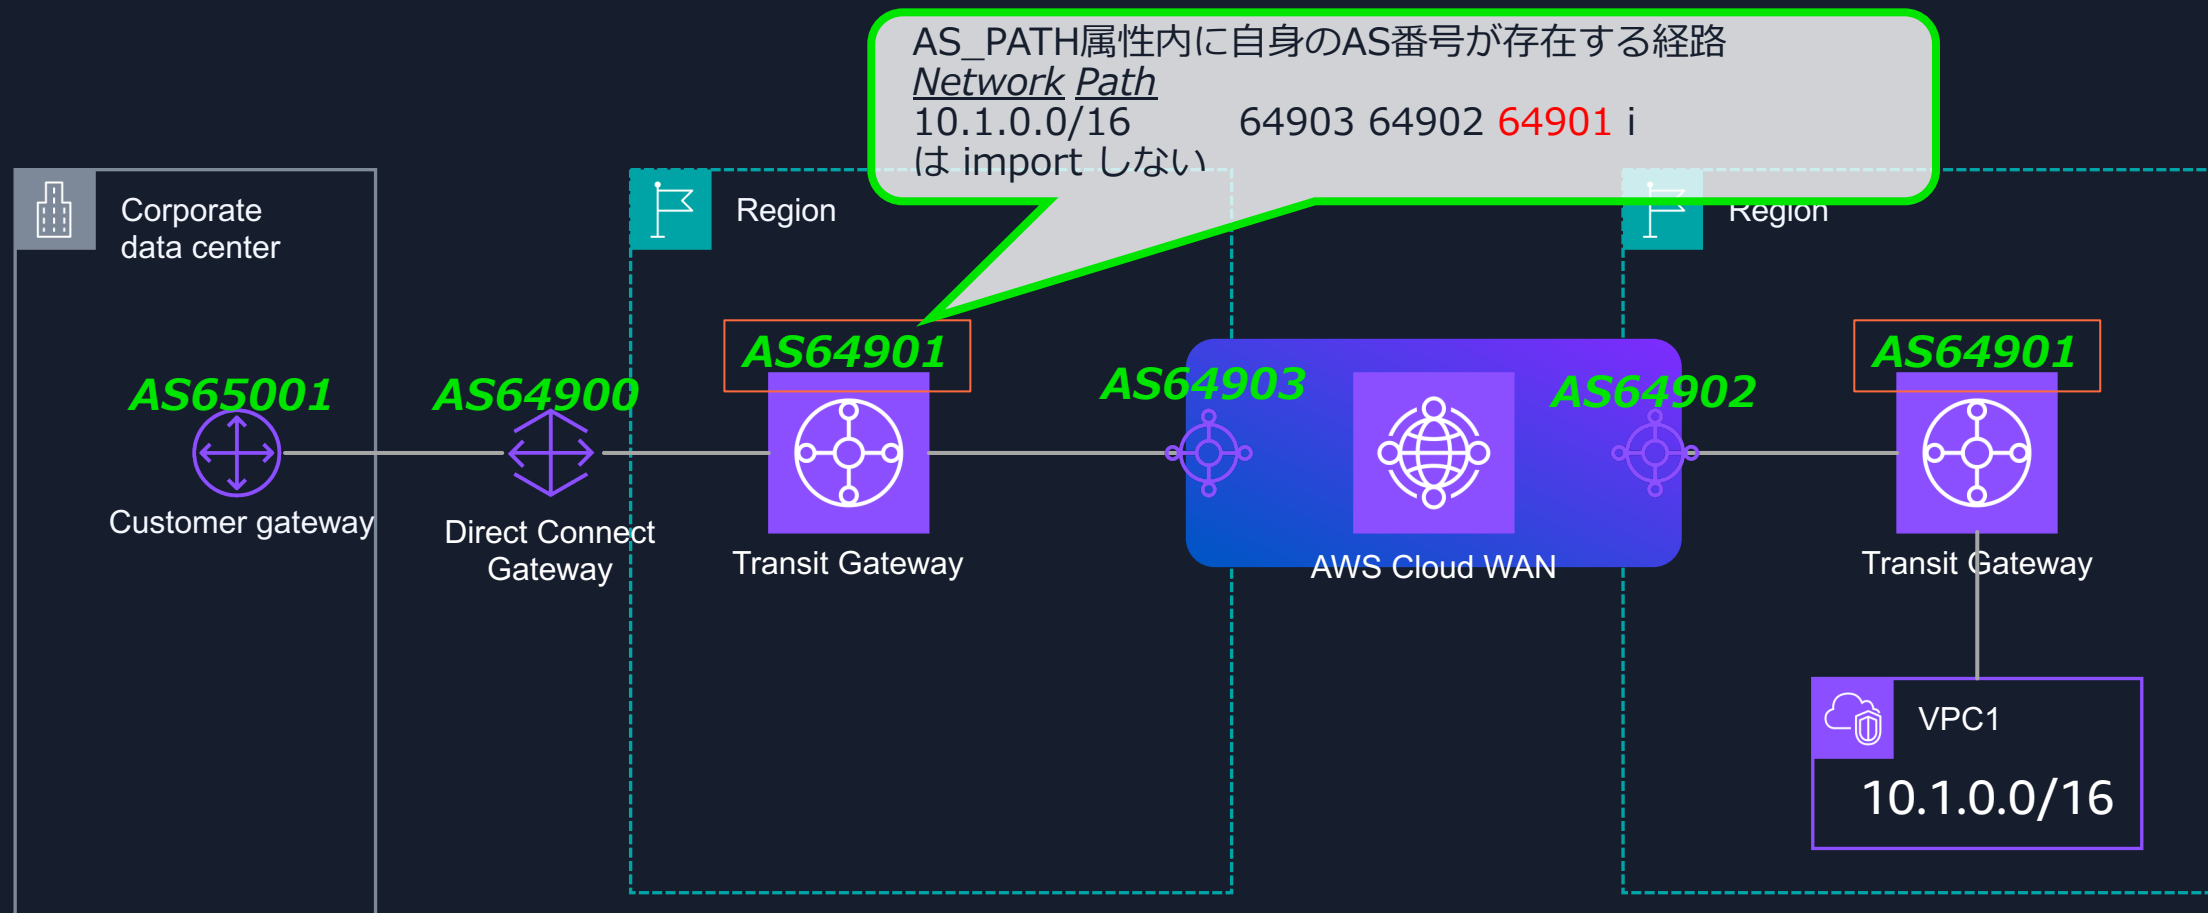 AS_PATH属性内に自身のAS番号が存在する経路
Network Path
10.1.0.0/16 64903 64902 64901 i
は import しない
Corporate
data center
Region
Region
AS64901
AS64901
AS65001
AS64900
AS64903
AS64902
Customer gateway
Direct Connect
Gateway
Transit Gateway
AWS Cloud WAN
Transit Gateway
VPC1
10.1.0.0/16